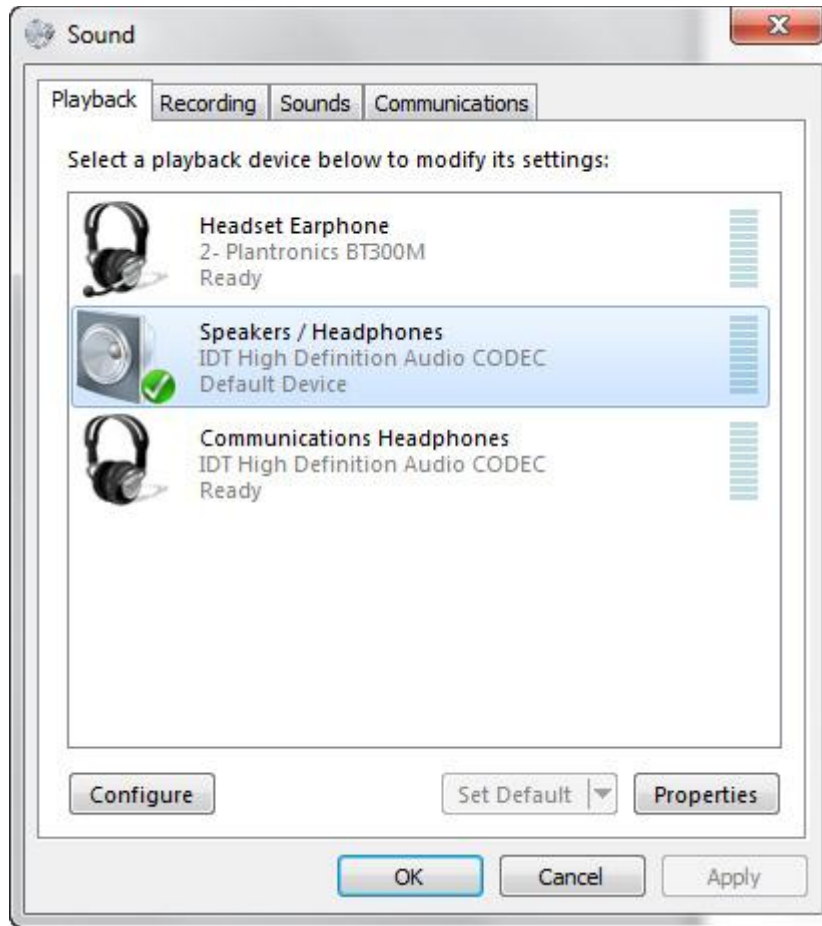 Sound
Playback Recording Sounds Communications
Select a playback device below to modify its settings:
Headset Earphone
2- Plantronics BT300M
Ready
Speakers / Headphones
IDT High Definition Audio CODEC
Default Device
Communications Headphones
IDT High Definition Audio CODEC
Ready
Configure Set Default Properties
OK Cancel Apply